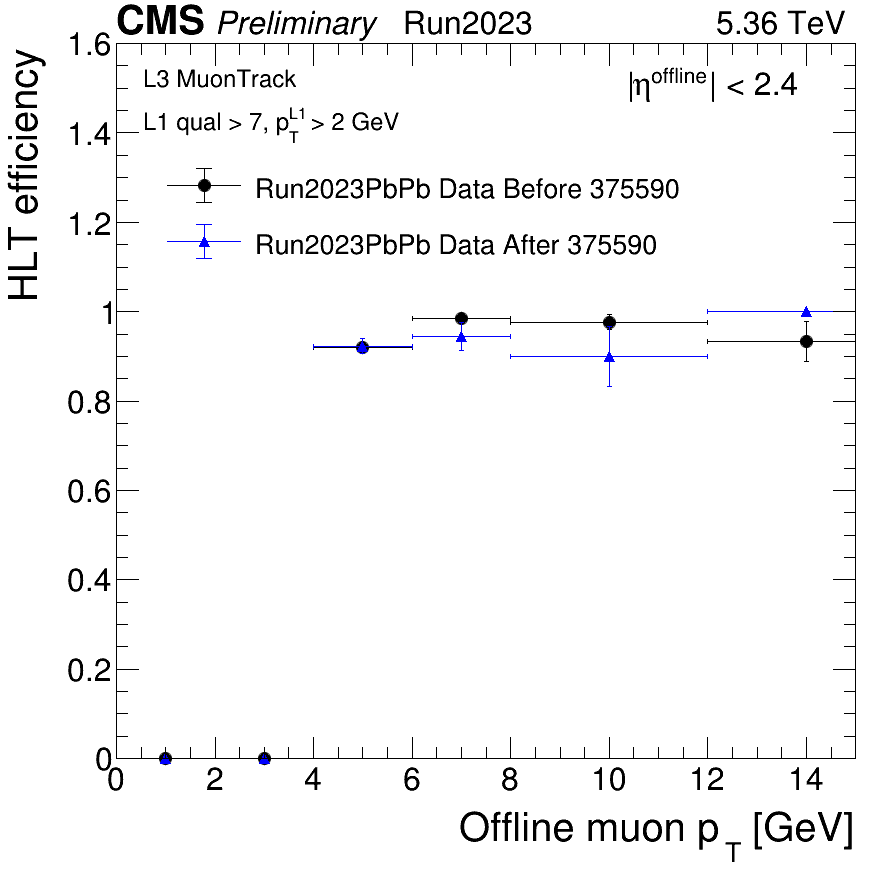 CMS Preliminary Run2023 5.36 TeV
L3 MuonTrack
|η^offline| < 2.4
L1 qual > 7, p_T^L1 > 2 GeV
Run2023PbPb Data Before 375590
Run2023PbPb Data After 375590
HLT efficiency
1.6
1.4
1.2
1
0.8
0.6
0.4
0.2
0
0 2 4 6 8 10 12 14
Offline muon p_T [GeV]